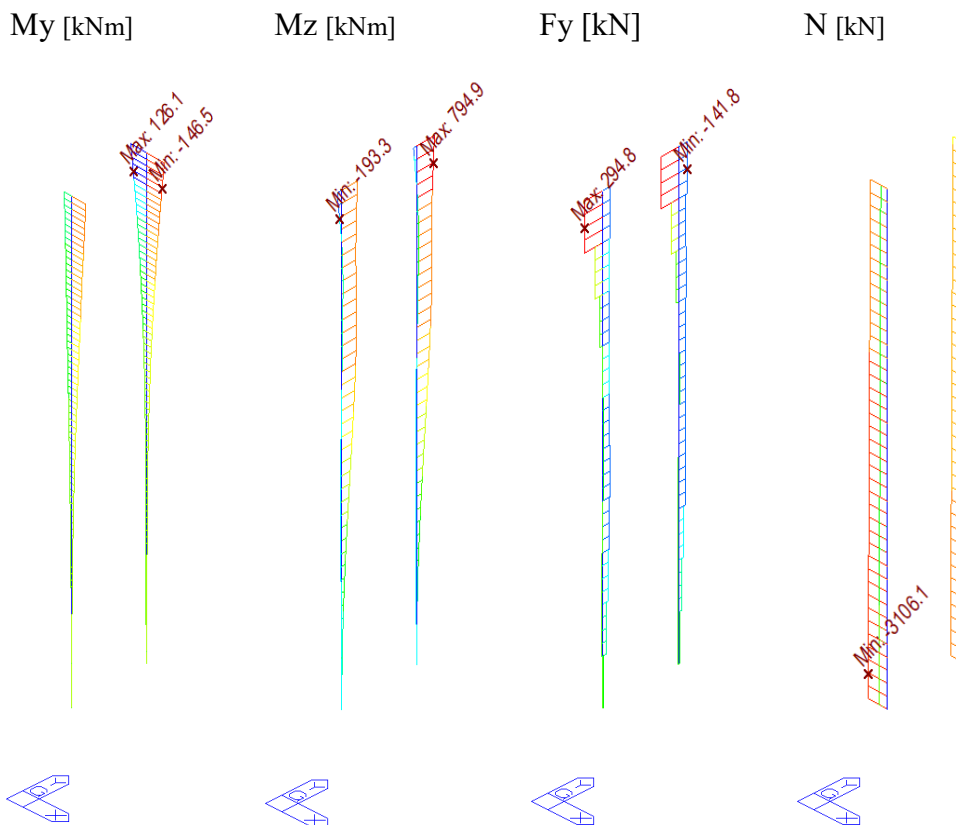 My [kNm]
Mz [kNm]
Fy [kN]
N [kN]
Max: 126.1
Min: -146.5
Min: -193.3
Max: 794.9
Max: 294.8
Min: -141.8
Min: -3106.1
Y
G
X
Y
G
X
Y
G
X
Y
G
X